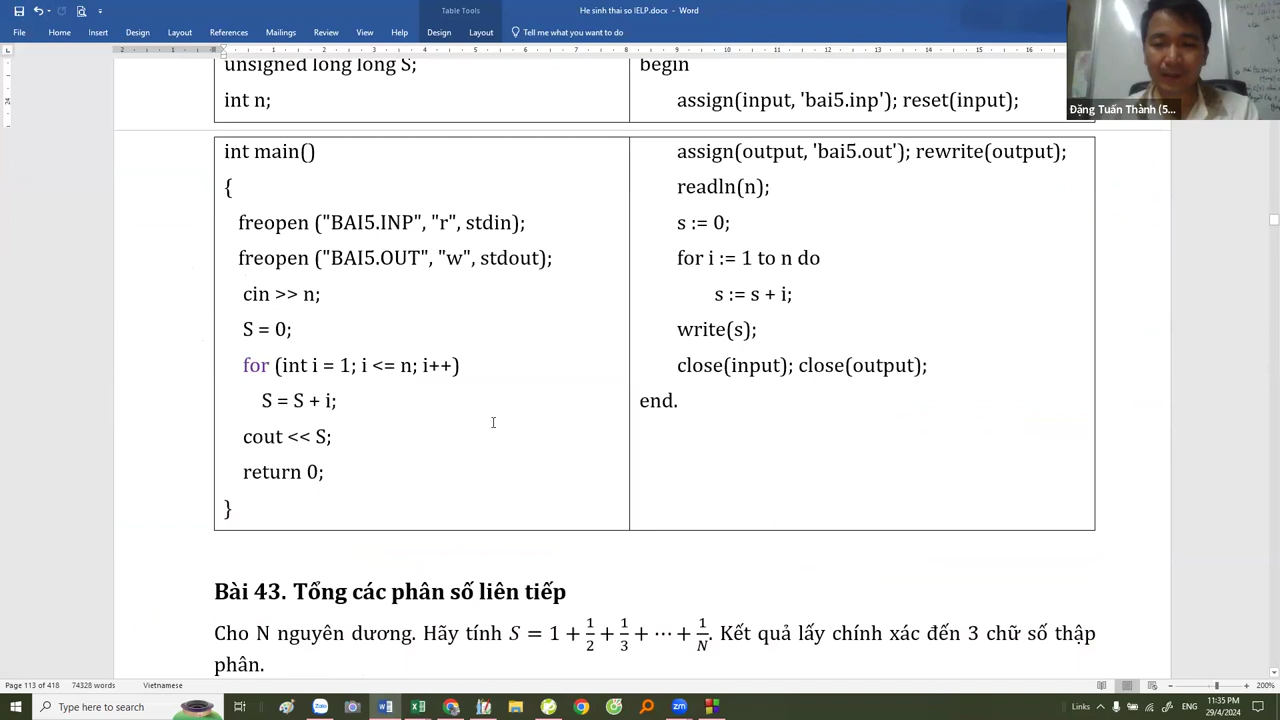 Table Tools
He sinh thai so IELP.docx - Word
File Home Insert Design Layout References Mailings Review View Help Design Layout Tell me what you want to do
unsigned long long S;
int n;
begin
assign(input, 'bai5.inp'); reset(input);
Đặng Tuấn Thành (5...
int main()
{
freopen ("BAI5.INP", "r", stdin);
freopen ("BAI5.OUT", "w", stdout);
cin >> n;
S = 0;
for (int i = 1; i <= n; i++)
S = S + i;
cout << S;
return 0;
}
assign(output, 'bai5.out'); rewrite(output);
readln(n);
s := 0;
for i := 1 to n do
s := s + i;
write(s);
close(input); close(output);
end.
Bài 43. Tổng các phân số liên tiếp
Cho N nguyên dương. Hãy tính S = 1 + 1/2 + 1/3 + ⋯ + 1/N. Kết quả lấy chính xác đến 3 chữ số thập
phân.
Page 113 of 418 74328 words Vietnamese
200%
Type here to search
Links
11:35 PM
29/4/2024